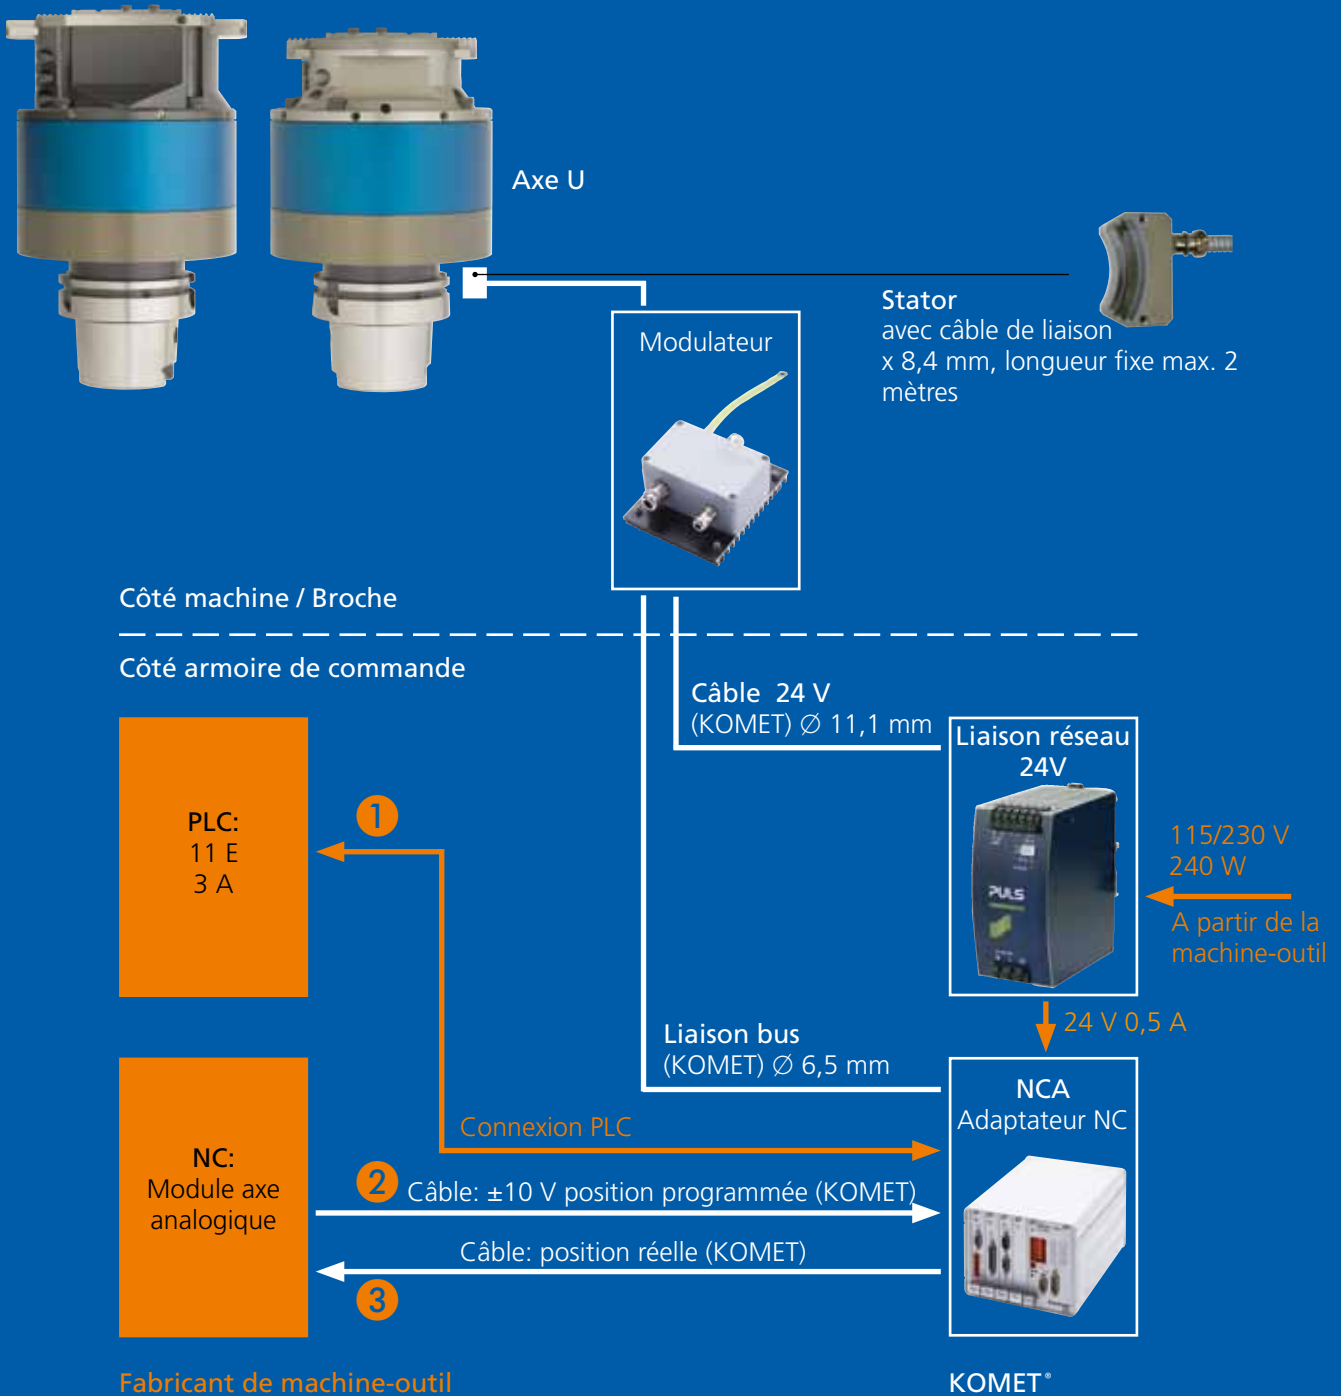 Axe U
Stator
avec câble de liaison
x 8,4 mm, longueur fixe max. 2
mètres
Modulateur
Côté machine / Broche
Côté armoire de commande
Câble 24 V
(KOMET) ∅ 11,1 mm
Liaison réseau
24V
PULS
115/230 V
240 W
A partir de la
machine-outil
24 V 0,5 A
PLC:
11 E
3 A
1
Liaison bus
(KOMET) ∅ 6,5 mm
NCA
Adaptateur NC
Connexion PLC
NC:
Module axe
analogique
2
Câble: ±10 V position programmée (KOMET)
Câble: position réelle (KOMET)
3
Fabricant de machine-outil
KOMET®